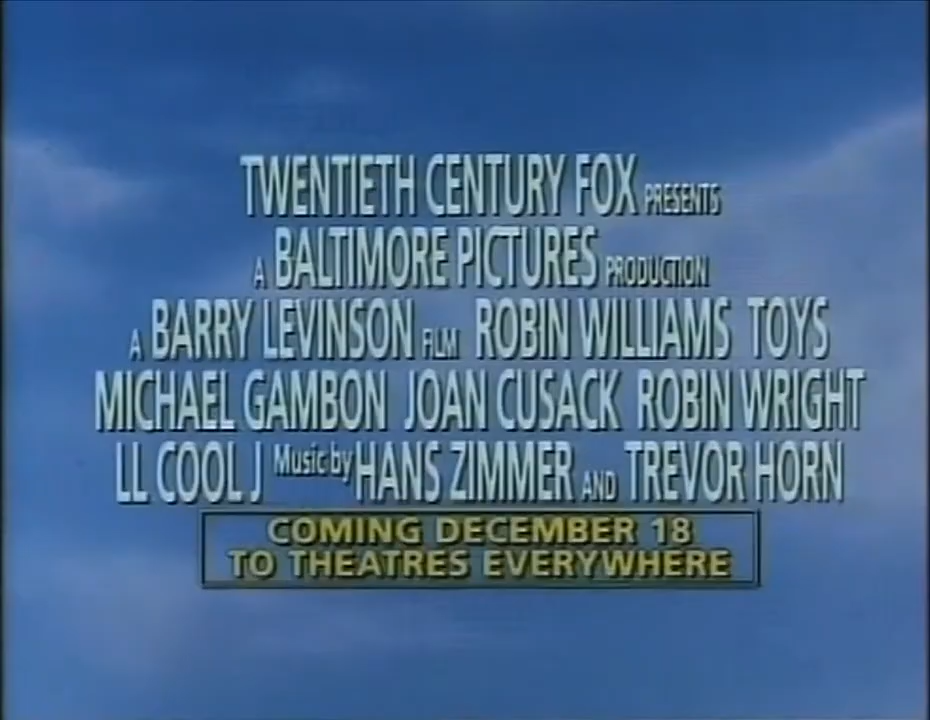 TWENTIETH CENTURY FOX PRESENTS
A BALTIMORE PICTURES PRODUCTION
A BARRY LEVINSON FILM ROBIN WILLIAMS TOYS
MICHAEL GAMBON JOAN CUSACK ROBIN WRIGHT
LL COOL J Music by HANS ZIMMER AND TREVOR HORN
COMING DECEMBER 18
TO THEATRES EVERYWHERE